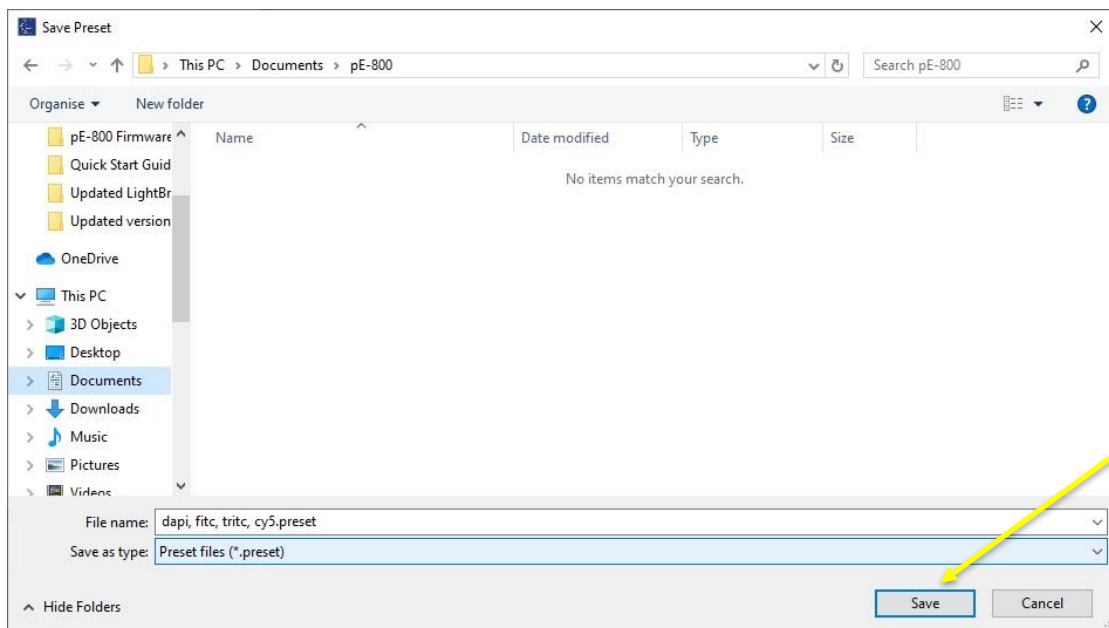 Save Preset
This PC > Documents > pE-800
Search pE-800
Organise
New folder
Name
Date modified
Type
Size
No items match your search.
pE-800 Firmware
Quick Start Guid
Updated LightBr
Updated version
OneDrive
This PC
3D Objects
Desktop
Documents
Downloads
Music
Pictures
Videos
File name: dapi, fitc, tritc, cy5.preset
Save as type: Preset files (*.preset)
Hide Folders
Save
Cancel